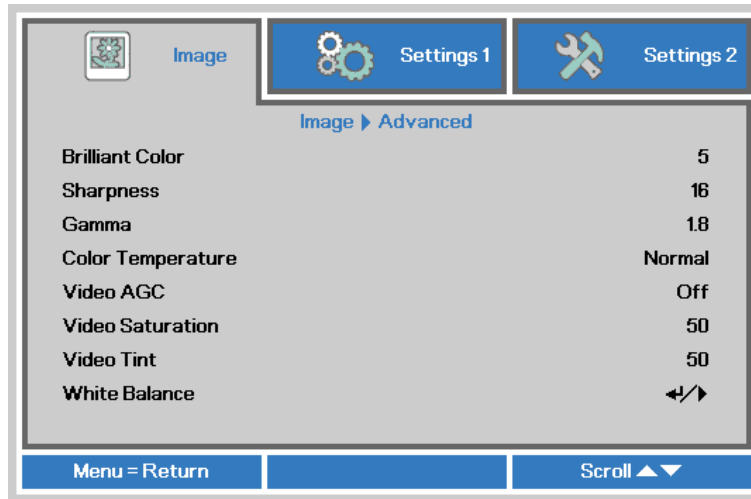 Image Settings 1 Settings 2
Image ▶ Advanced
Brilliant Color 5
Sharpness 16
Gamma 1.8
Color Temperature Normal
Video AGC Off
Video Saturation 50
Video Tint 50
White Balance ↵/▶
Menu = Return Scroll ▲▼